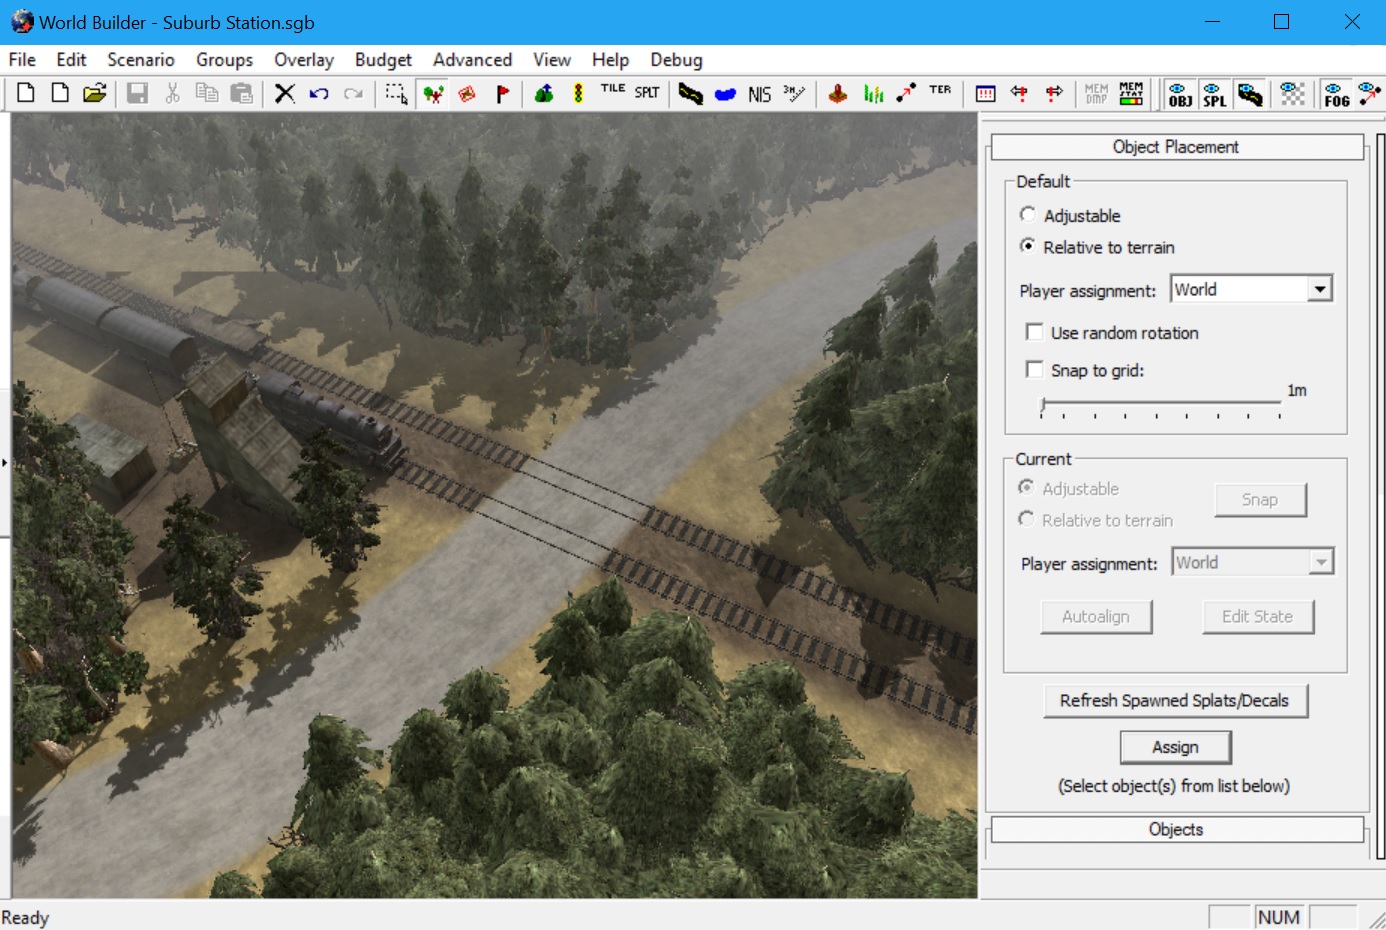 World Builder - Suburb Station.sgb
File Edit Scenario Groups Overlay Budget Advanced View Help Debug
TILE SPLT NIS 3M TER MEM DMP MEM STAT OBJ SPL FOG
Object Placement
Default
Adjustable
Relative to terrain
Player assignment: World
Use random rotation
Snap to grid:
1m
Current
Adjustable
Snap
Relative to terrain
Player assignment: World
Autoalign Edit State
Refresh Spawned Splats/Decals
Assign
(Select object(s) from list below)
Objects
Ready NUM